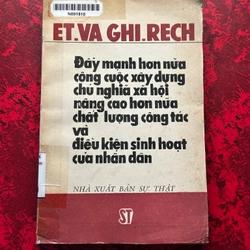 ET.VA GHI.RECH
Đẩy mạnh hơn nữa
công cuộc xây dựng
chủ nghĩa xã hội
nâng cao hơn nữa
chất lượng công tác
và
điều kiện sinh hoạt
của nhân dân
NHÀ XUẤT BẢN SỰ THẬT
ST